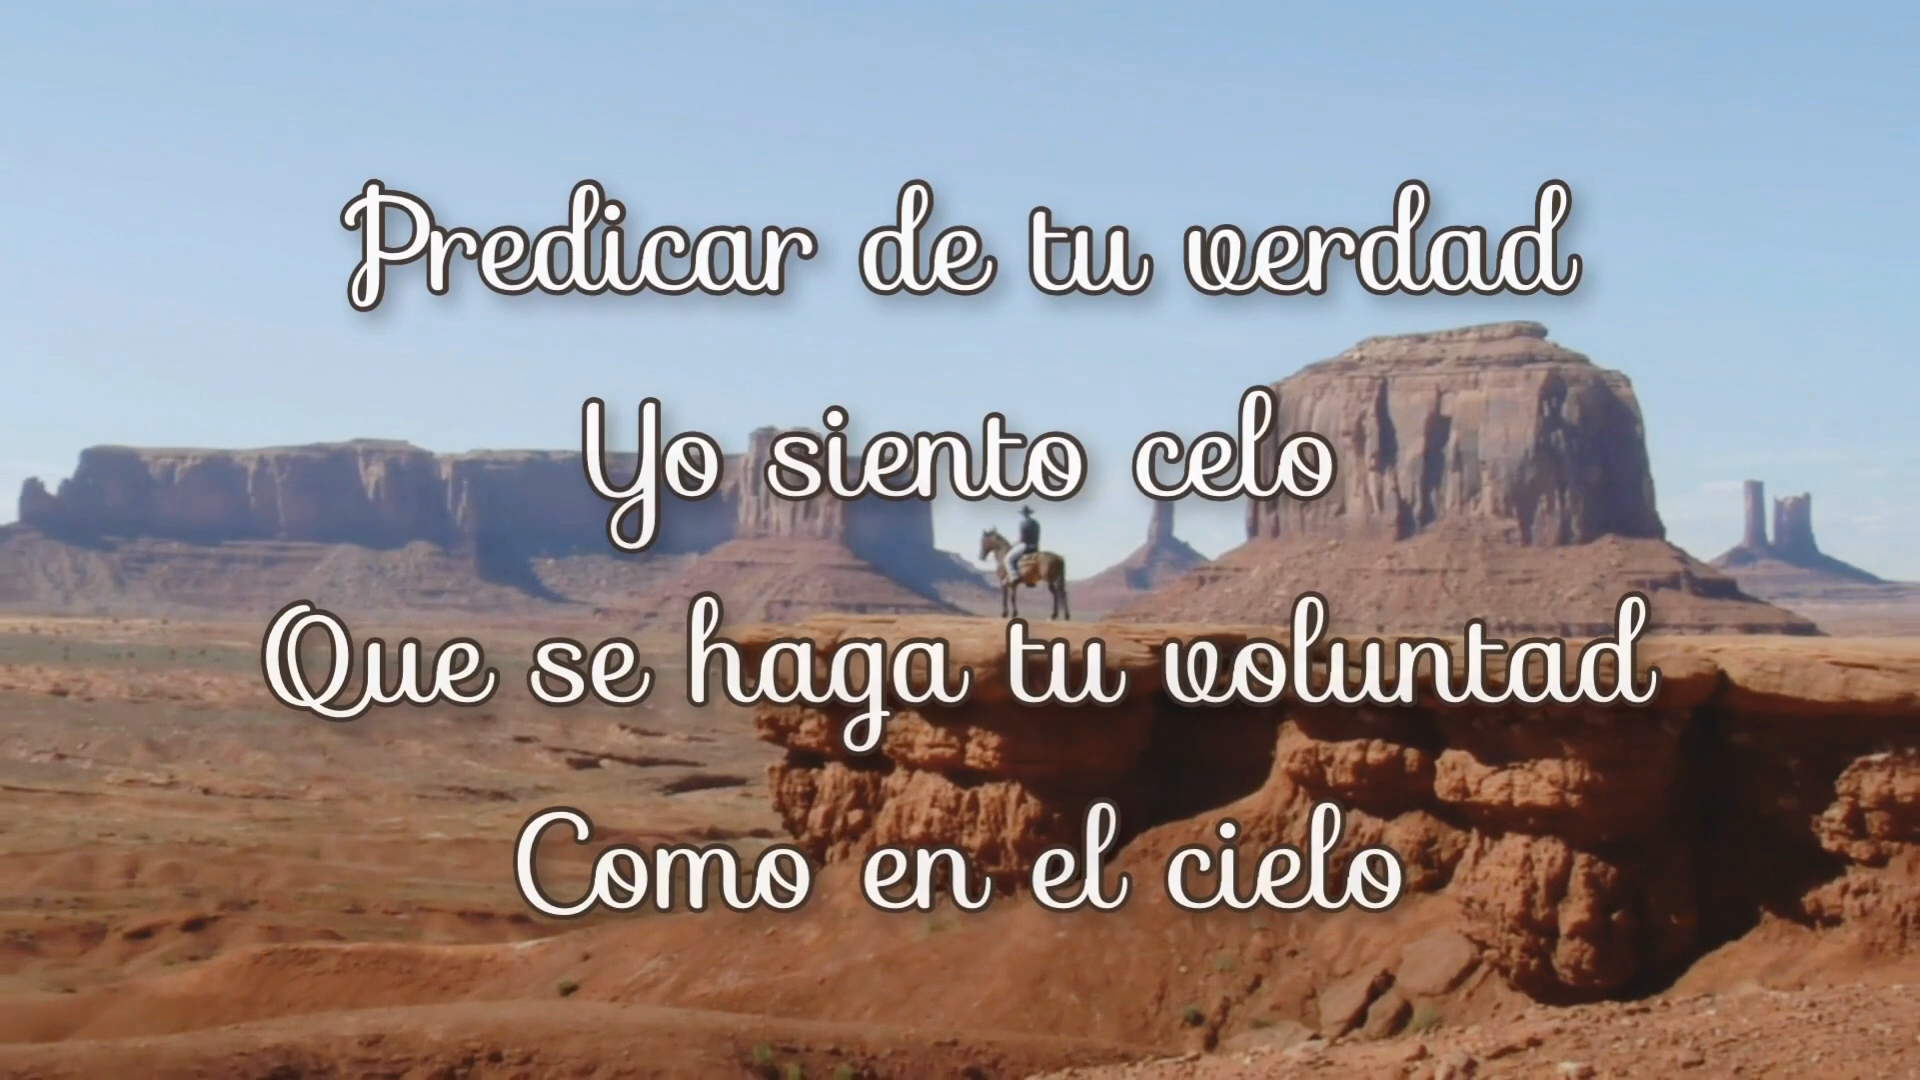 Predicar de tu verdad
Yo siento celo
Que se haga tu voluntad
Como en el cielo